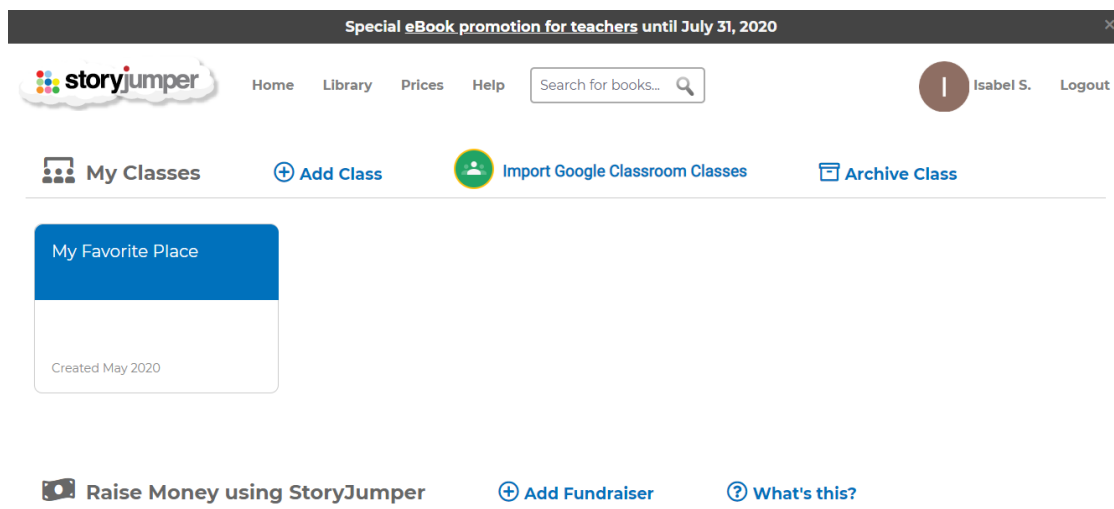 Special eBook promotion for teachers until July 31, 2020 ×
storyjumper Home Library Prices Help Search for books... I Isabel S. Logout
My Classes Add Class Import Google Classroom Classes Archive Class
My Favorite Place
Created May 2020
Raise Money using StoryJumper Add Fundraiser ? What's this?